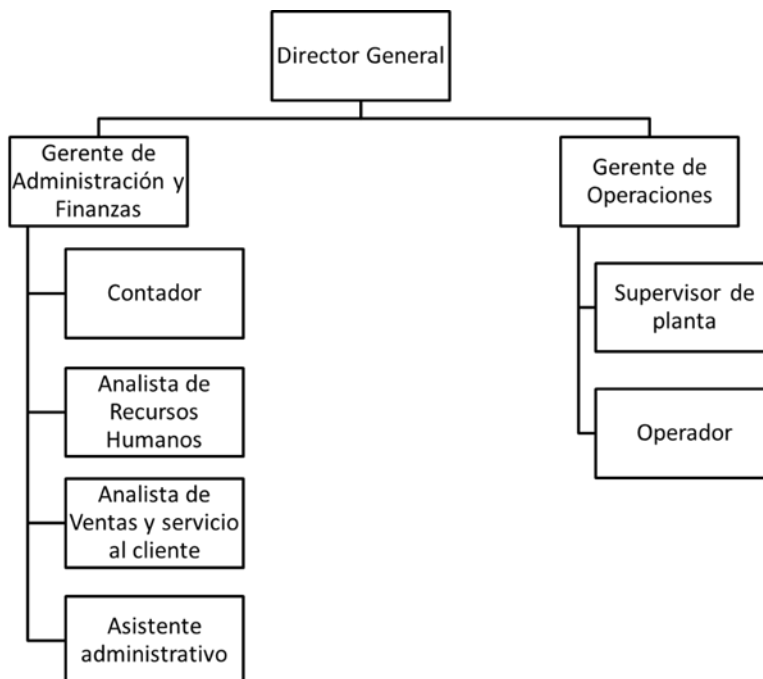 Director General
Gerente de
Administración y
Finanzas
Contador
Analista de
Recursos
Humanos
Analista de
Ventas y servicio
al cliente
Asistente
administrativo
Gerente de
Operaciones
Supervisor de
planta
Operador